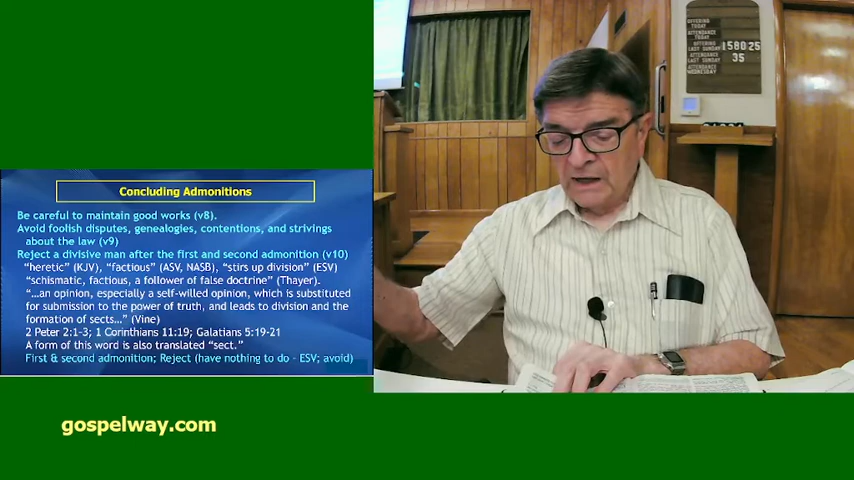 Concluding Admonitions
Be careful to maintain good works (v8).
Avoid foolish disputes, genealogies, contentions, and strivings
about the law (v9)
Reject a divisive man after the first and second admonition (v10)
"heretic" (KJV), "factious" (ASV, NASB), "stirs up division" (ESV)
"schismatic, factious, a follower of false doctrine" (Thayer).
"…an opinion, especially a self-willed opinion, which is substituted
for submission to the power of truth, and leads to division and the
formation of sects…" (Vine)
2 Peter 2:1-3; 1 Corinthians 11:19; Galatians 5:19-21
A form of this word is also translated "sect."
First & second admonition; Reject (have nothing to do - ESV; avoid)
gospelway.com
OFFERING
TODAY
ATTENDANCE
TODAY
OFFERING
LAST SUNDAY 158025
ATTENDANCE
LAST SUNDAY 35
ATTENDANCE
WEDNESDAY